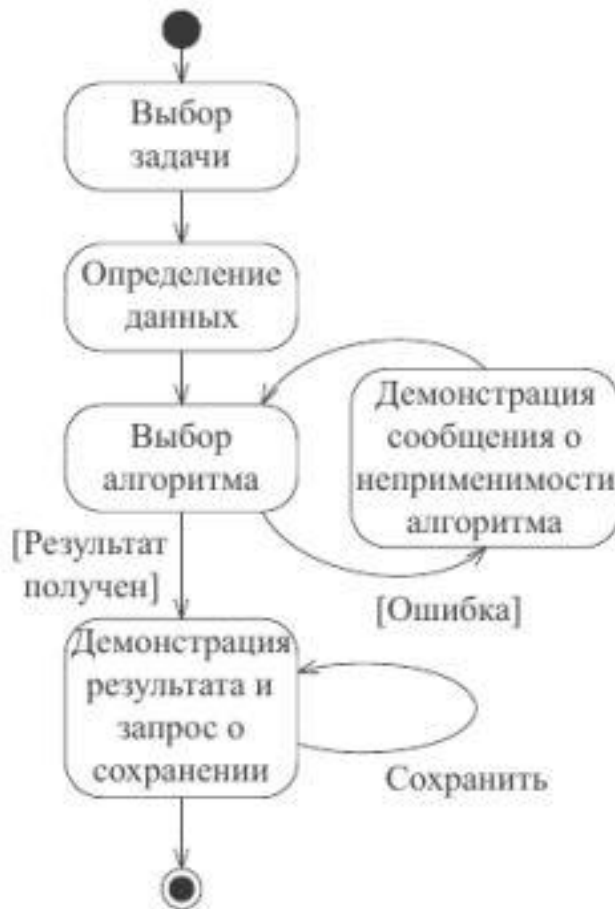 Выбор
задачи
Определение
данных
Выбор
алгоритма
Демонстрация
сообщения о
неприменимости
алгоритма
[Результат
получен]
[Ошибка]
Демонстрация
результата и
запрос о
сохранении
Сохранить